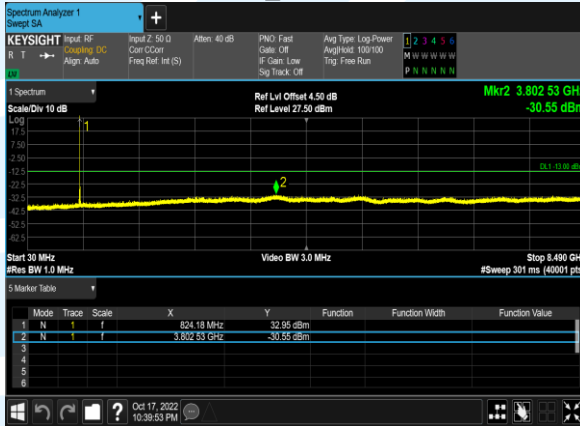 Spectrum Analyzer 1
Swept SA
+
KEYSIGHT Input: RF Input Z: 50 Ω Atten: 40 dB PNO: Fast Avg Type: Log-Power 1 2 3 4 5 6
R T Coupling: DC Corr CCorr Gate: Off Avg|Hold: 100/100 M W W W W W
Align: Auto Freq Ref: Int (S) IF Gain: Low Trig: Free Run
Sig Track: Off P N N N N N
1 Spectrum
Ref Lvl Offset 4.50 dB Mkr2 3.802 53 GH
Scale/Div 10 dB Ref Level 27.50 dBm -30.55 dBm
Log
1
17.5
7.50
-2.50
-12.5 DL1 -13.00 dBm
-22.5
2
-32.5
-42.5
-52.5
-62.5
Start 30 MHz Video BW 3.0 MHz Stop 8.490 GH
#Res BW 1.0 MHz #Sweep 301 ms (40001 pts
5 Marker Table
Mode Trace Scale X Y Function Function Width Function Value
1 N 1 f 824.18 MHz 32.95 dBm
2 N 1 f 3.802 53 GHz -30.55 dBm
3
4
5
6
? Oct 17, 2022
10:39:53 PM